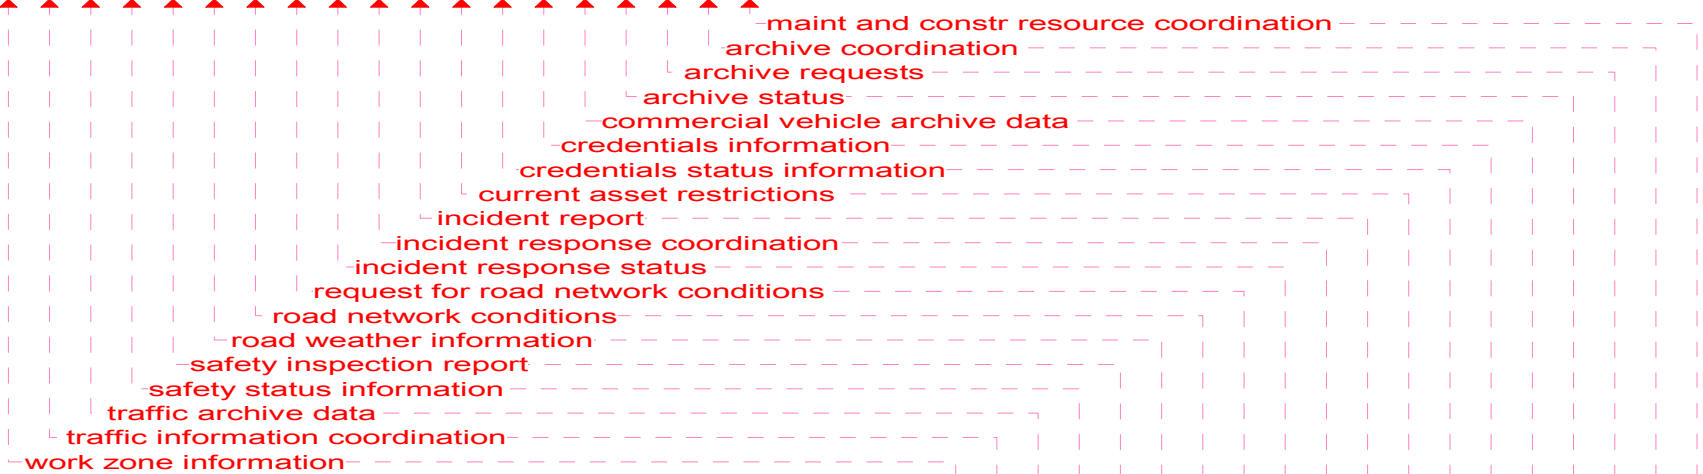 maint and constr resource coordination
archive coordination
archive requests
archive status
commercial vehicle archive data
credentials information
credentials status information
current asset restrictions
incident report
incident response coordination
incident response status
request for road network conditions
road network conditions
road weather information
safety inspection report
safety status information
traffic archive data
traffic information coordination
work zone information